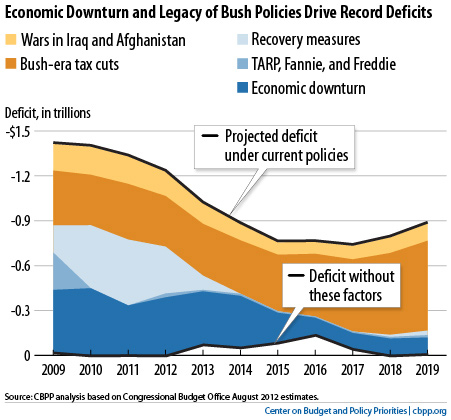 Economic Downturn and Legacy of Bush Policies Drive Record Deficits
Wars in Iraq and Afghanistan
Bush-era tax cuts
Recovery measures
TARP, Fannie, and Freddie
Economic downturn
Deficit, in trillions
-$1.5
-1.2
-0.9
-0.6
-0.3
0
Projected deficit
under current policies
Deficit without
these factors
2009 2010 2011 2012 2013 2014 2015 2016 2017 2018 2019
Source: CBPP analysis based on Congressional Budget Office August 2012 estimates.
Center on Budget and Policy Priorities | cbpp.org